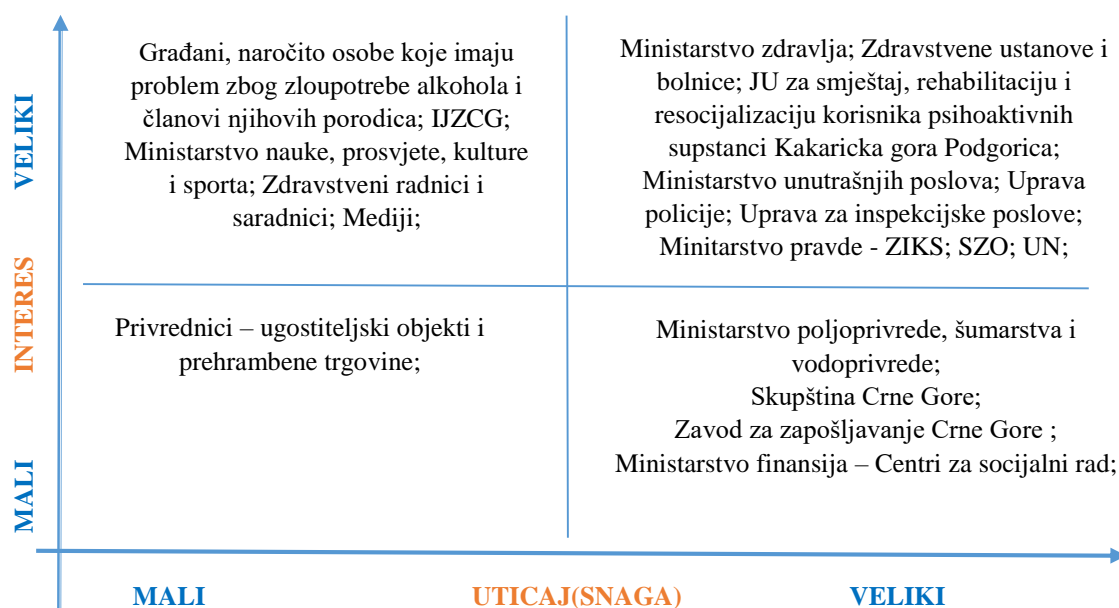 Građani, naročito osobe koje imaju
problem zbog zloupotrebe alkohola i
članovi njihovih porodica; IJZCG;
Ministarstvo nauke, prosvjete, kulture
i sporta; Zdravstveni radnici i
saradnici; Mediji;
Ministarstvo zdravlja; Zdravstvene ustanove i
bolnice; JU za smještaj, rehabilitaciju i
resocijalizaciju korisnika psihoaktivnih
supstanci Kakaricka gora Podgorica;
Ministarstvo unutrašnjih poslova; Uprava
policije; Uprava za inspekcijske poslove;
Minitarstvo pravde - ZIKS; SZO; UN;
VELIKI
INTERES
MALI
Privrednici – ugostiteljski objekti i
prehrambene trgovine;
Ministarstvo poljoprivrede, šumarstva i
vodoprivrede;
Skupština Crne Gore;
Zavod za zapošljavanje Crne Gore ;
Ministarstvo finansija – Centri za socijalni rad;
MALI
UTICAJ(SNAGA)
VELIKI